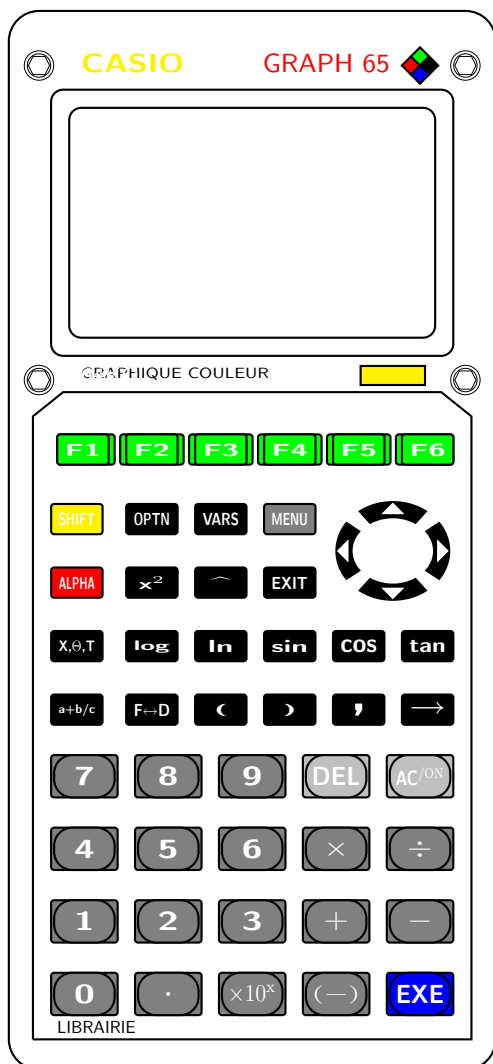 CASIO GRAPH 65
GRAPHIQUE COULEUR
F1 F2 F3 F4 F5 F6
SHIFT OPTN VARS MENU
ALPHA x² ⌒ EXIT
X,θ,T log ln sin COS tan
a+b/c F↔D ( ) , →
7 8 9 DEL AC/ON
4 5 6 × ÷
1 2 3 + −
0 · ×10ˣ (−) EXE
LIBRAIRIE